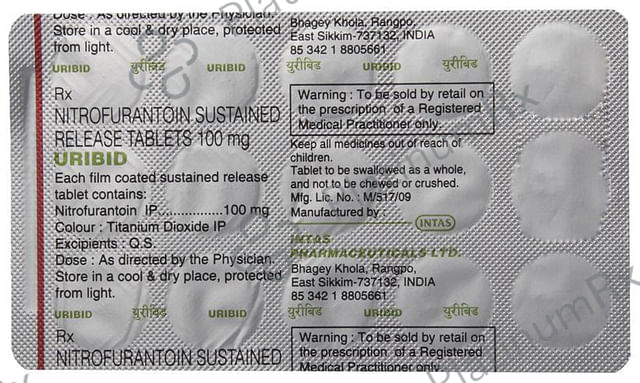 Dose : As directed by the Physician.
Store in a cool & dry place, protected
from light.
URIBID युरीबिड URIBID
Rx
NITROFURANTOIN SUSTAINED
RELEASE TABLETS 100 mg
URIBID
Each film coated sustained release
tablet contains:
Nitrofurantoin IP................100 mg
Colour : Titanium Dioxide IP
Excipients : Q.S.
Dose : As directed by the Physician.
Store in a cool & dry place, protected
from light.
URIBID युरीबिड URIBID
Rx
NITROFURANTOIN SUSTAINED
Bhagey Khola, Rangpo,
East Sikkim-737132, INDIA
85 342 1 8805661
युरीबिड URIBID युरीबिड
Warning : To be sold by retail on
the prescription of a Registered
Medical Practitioner only.
Keep all medicines out of reach of
children.
Tablet to be swallowed as a whole,
and not to be chewed or crushed.
Mfg. Lic. No. : M/517/09
Manufactured by :
INTAS
INTAS
PHARMACEUTICALS LTD.
Bhagey Khola, Rangpo,
East Sikkim-737132, INDIA
85 342 1 8805661
युरीबिड URIBID युरीबिड
Warning : To be sold by retail on
the prescription of a Registered
Medical Practitioner only.
PlatinumRx